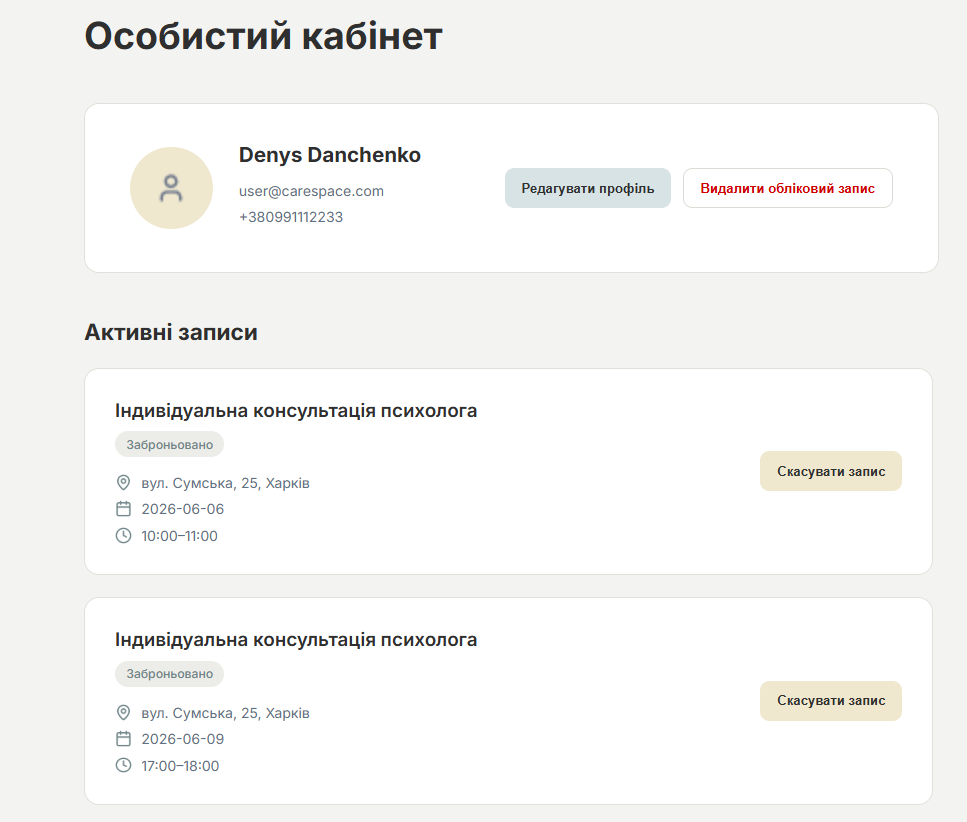 Особистий кабінет
Denys Danchenko
user@carespace.com
+380991112233
Редагувати профіль
Видалити обліковий запис
Активні записи
Індивідуальна консультація психолога
Заброньовано
вул. Сумська, 25, Харків
2026-06-06
10:00–11:00
Скасувати запис
Індивідуальна консультація психолога
Заброньовано
вул. Сумська, 25, Харків
2026-06-09
17:00–18:00
Скасувати запис